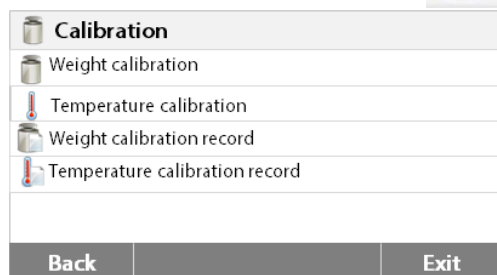 Calibration
Weight calibration
Temperature calibration
Weight calibration record
Temperature calibration record
Back Exit